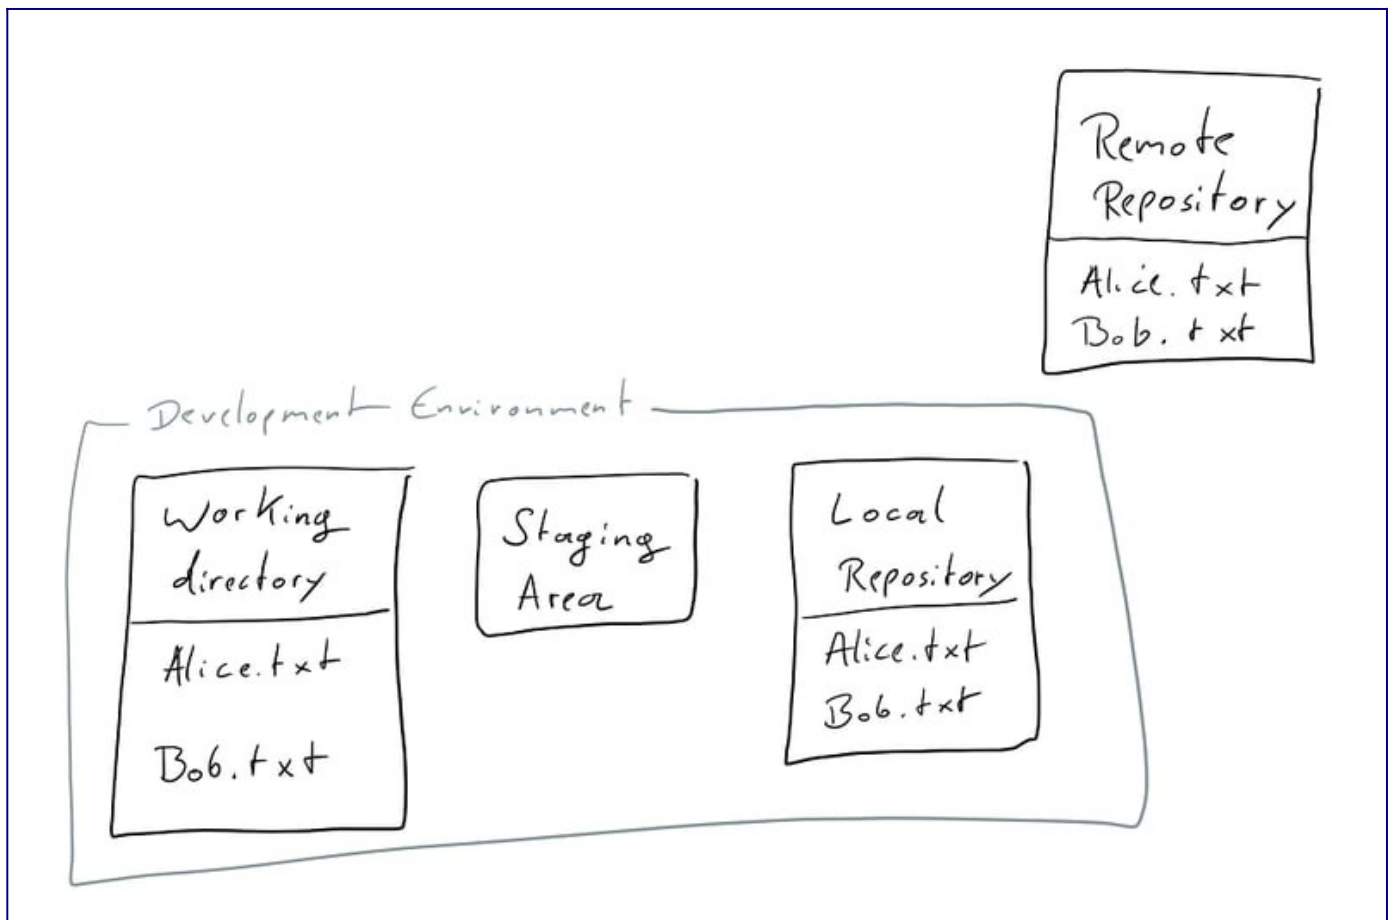 Remote
Repository
Alice.txt
Bob.txt
Development Environment
Working
directory
Alice.txt
Bob.txt
Staging
Area
Local
Repository
Alice.txt
Bob.txt